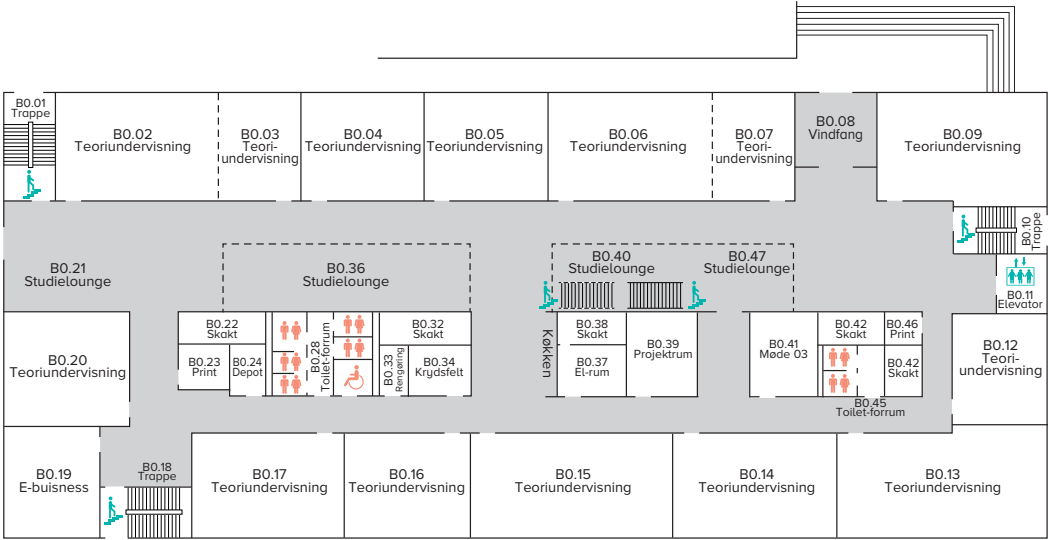 B0.01
Trappe
B0.02
Teoriundervisning
B0.03
Teori-
undervisning
B0.04
Teoriundervisning
B0.05
Teoriundervisning
B0.06
Teoriundervisning
B0.07
Teori-
undervisning
B0.08
Vindfang
B0.09
Teoriundervisning
B0.10
Trappe
B0.11
Elevator
B0.21
Studielounge
B0.36
Studielounge
B0.40
Studielounge
B0.47
Studielounge
B0.20
Teoriundervisning
B0.22
Skakt
B0.23
Print
B0.24
Depot
B0.28
Toilet-forrum
B0.32
Skakt
B0.33
Rengøring
B0.34
Krydsfelt
Køkken
B0.38
Skakt
B0.37
El-rum
B0.39
Projektrum
B0.41
Møde 03
B0.42
Skakt
B0.46
Print
B0.42
Skakt
B0.45
Toilet-forrum
B0.12
Teori-
undervisning
B0.19
E-buisness
B0.18
Trappe
B0.17
Teoriundervisning
B0.16
Teoriundervisning
B0.15
Teoriundervisning
B0.14
Teoriundervisning
B0.13
Teoriundervisning